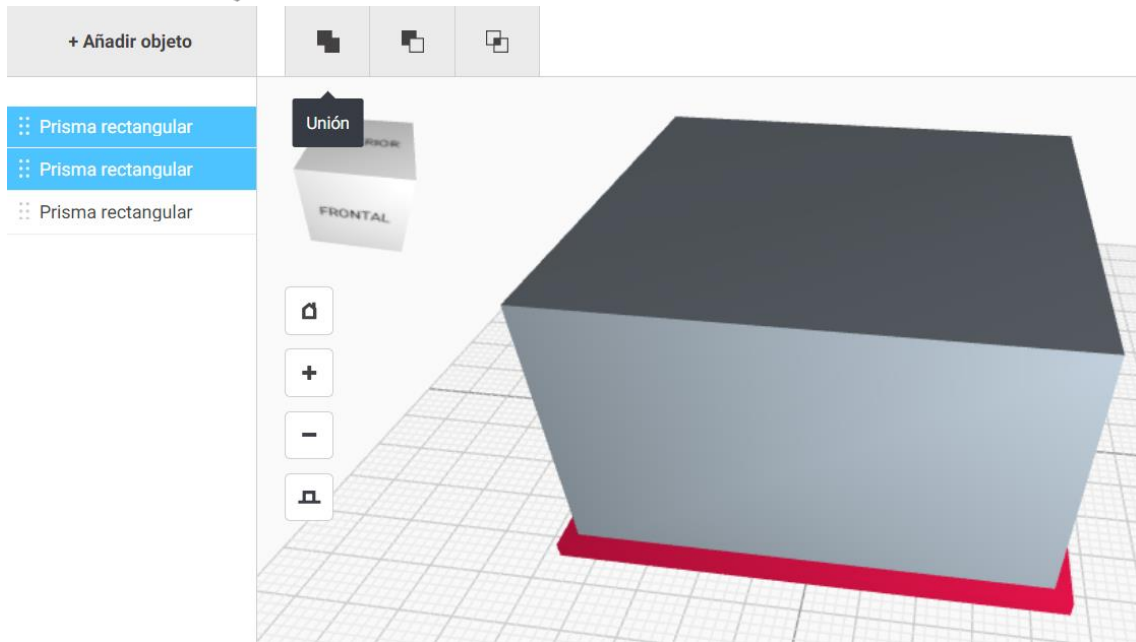 + Añadir objeto
Unión
Prisma rectangular
Prisma rectangular
Prisma rectangular
FRONTAL